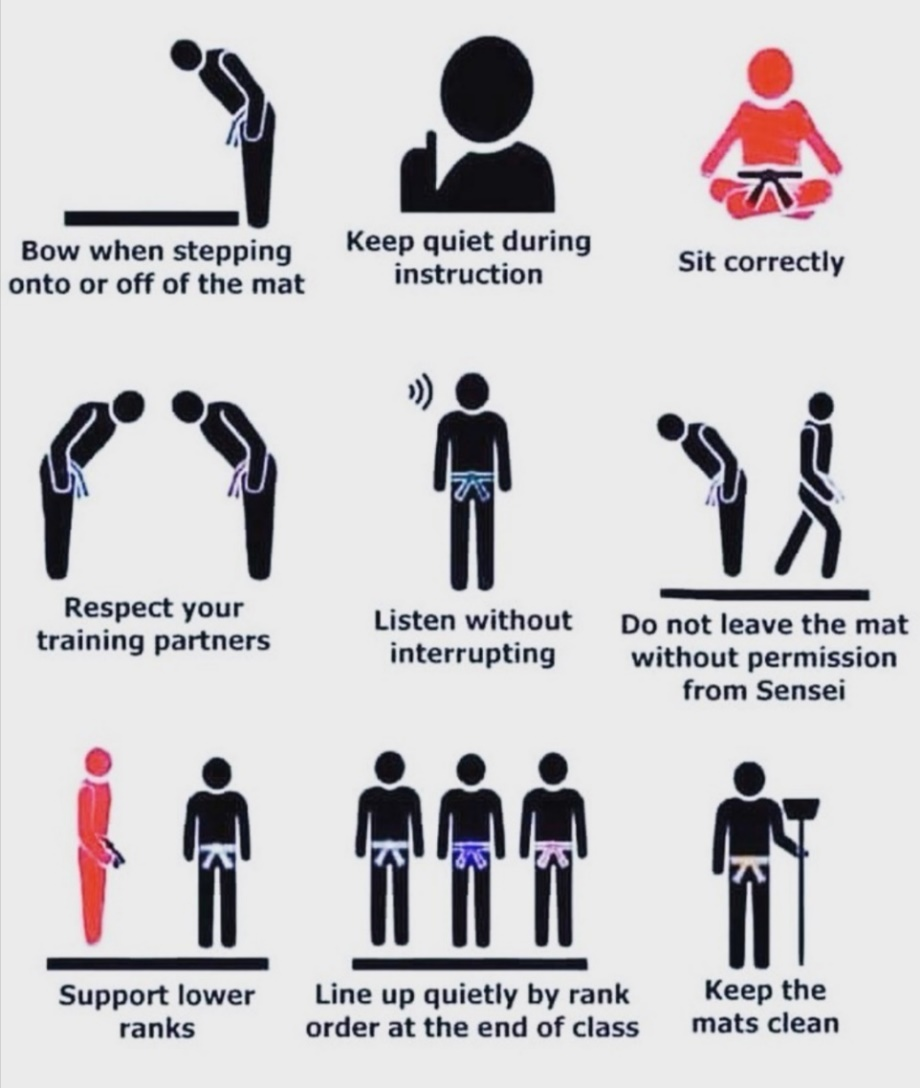 Bow when stepping
onto or off of the mat
Keep quiet during
instruction
Sit correctly
Respect your
training partners
Listen without
interrupting
Do not leave the mat
without permission
from Sensei
Support lower
ranks
Line up quietly by rank
order at the end of class
Keep the
mats clean